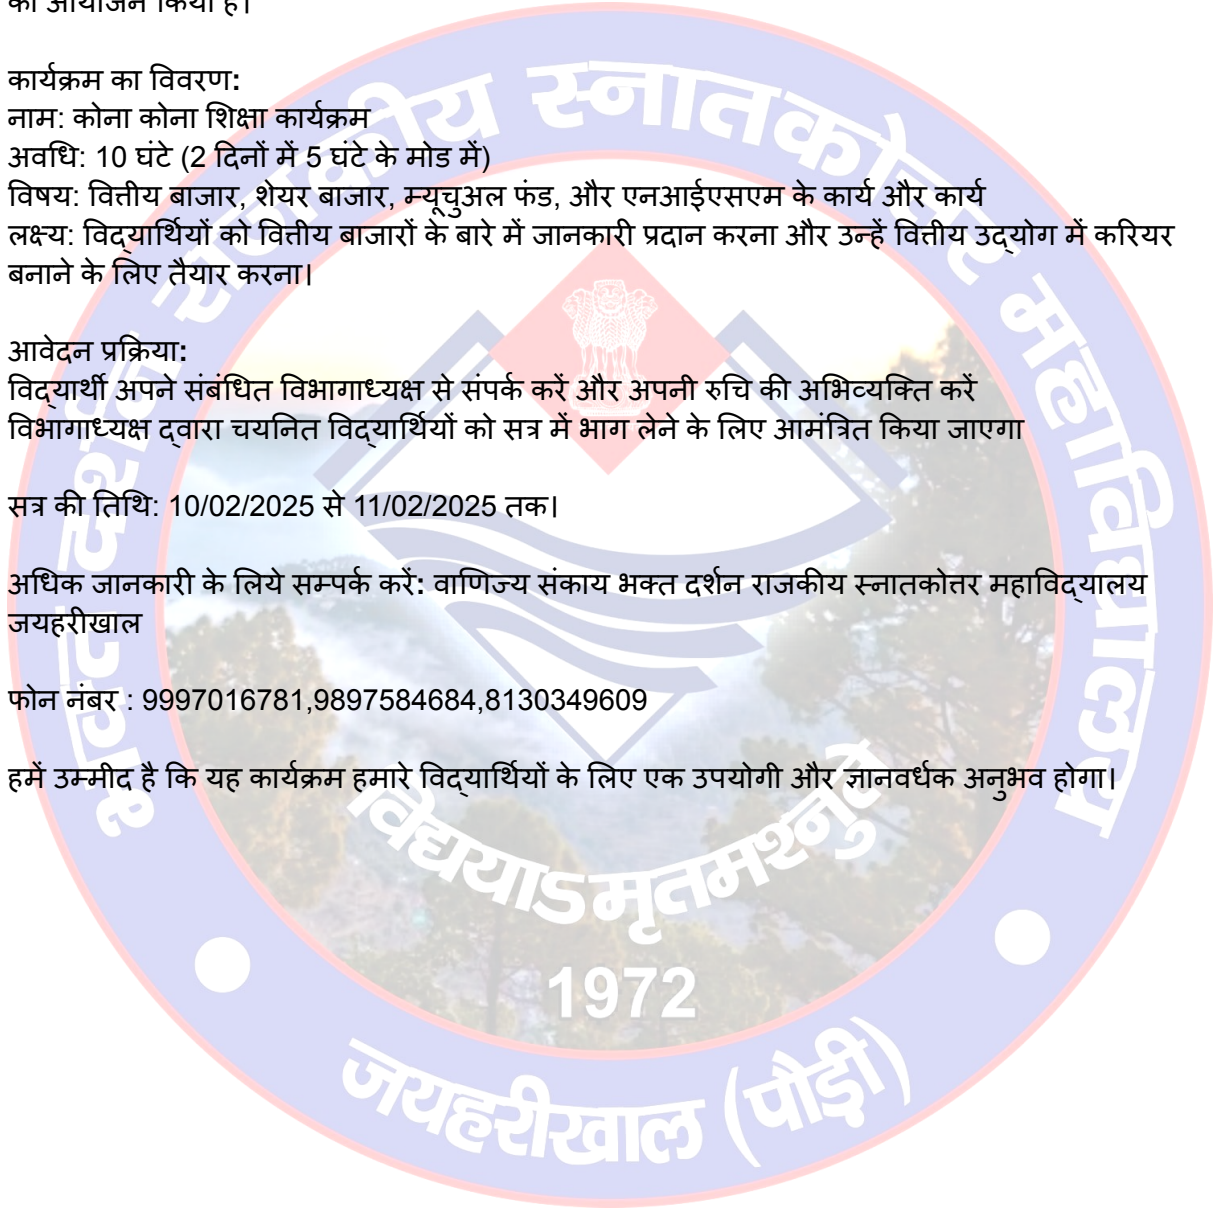 का आयोजन किया है।
कार्यक्रम का विवरण:
नाम: कोना कोना शिक्षा कार्यक्रम
अवधि: 10 घंटे (2 दिनों में 5 घंटे के मोड में)
विषय: वित्तीय बाजार, शेयर बाजार, म्यूचुअल फंड, और एनआईएसएम के कार्य और कार्य
लक्ष्य: विद्यार्थियों को वित्तीय बाजारों के बारे में जानकारी प्रदान करना और उन्हें वित्तीय उद्योग में करियर
बनाने के लिए तैयार करना।
आवेदन प्रक्रिया:
विद्यार्थी अपने संबंधित विभागाध्यक्ष से संपर्क करें और अपनी रुचि की अभिव्यक्ति करें
विभागाध्यक्ष द्वारा चयनित विद्यार्थियों को सत्र में भाग लेने के लिए आमंत्रित किया जाएगा
सत्र की तिथि: 10/02/2025 से 11/02/2025 तक।
अधिक जानकारी के लिये सम्पर्क करें: वाणिज्य संकाय भक्त दर्शन राजकीय स्नातकोत्तर महाविद्यालय
जयहरीखाल
फोन नंबर : 9997016781,9897584684,8130349609
हमें उम्मीद है कि यह कार्यक्रम हमारे विद्यार्थियों के लिए एक उपयोगी और ज्ञानवर्धक अनुभव होगा।
भक्त दर्शन राजकीय स्नातकोत्तर महाविद्यालय
विद्ययाऽमृतमश्नुते
1972
जयहरीखाल (पौड़ी)